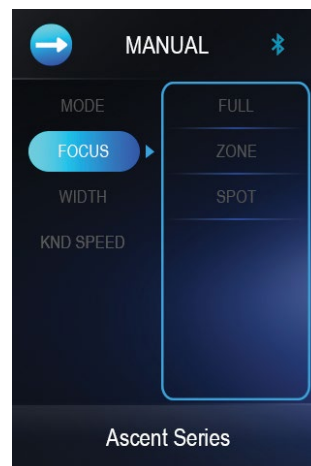 MANUAL
MODE
FULL
FOCUS
ZONE
WIDTH
SPOT
KND SPEED
Ascent Series